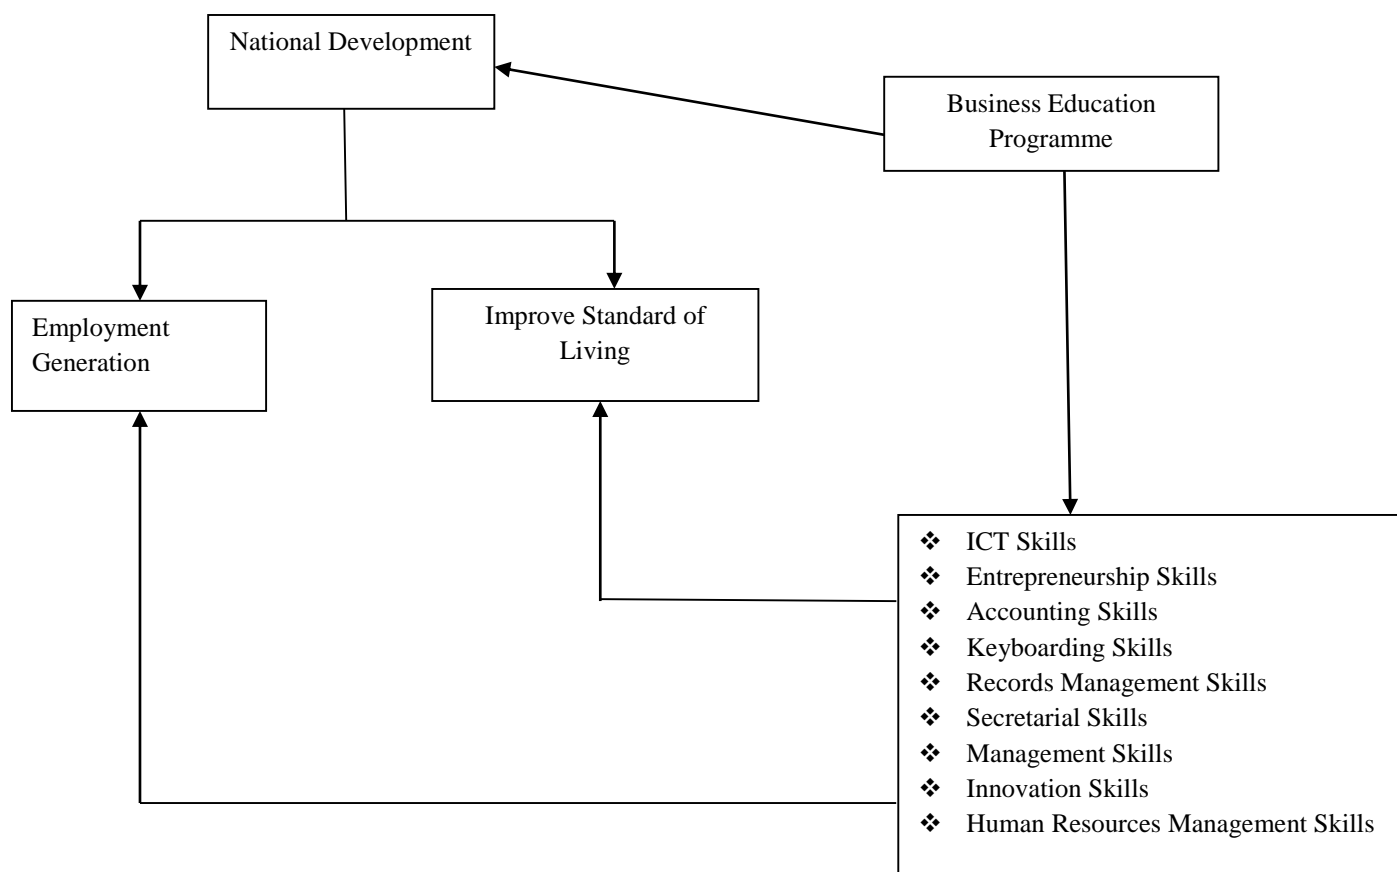 National Development
Business Education
Programme
Employment
Generation
Improve Standard of
Living
❖ ICT Skills
❖ Entrepreneurship Skills
❖ Accounting Skills
❖ Keyboarding Skills
❖ Records Management Skills
❖ Secretarial Skills
❖ Management Skills
❖ Innovation Skills
❖ Human Resources Management Skills